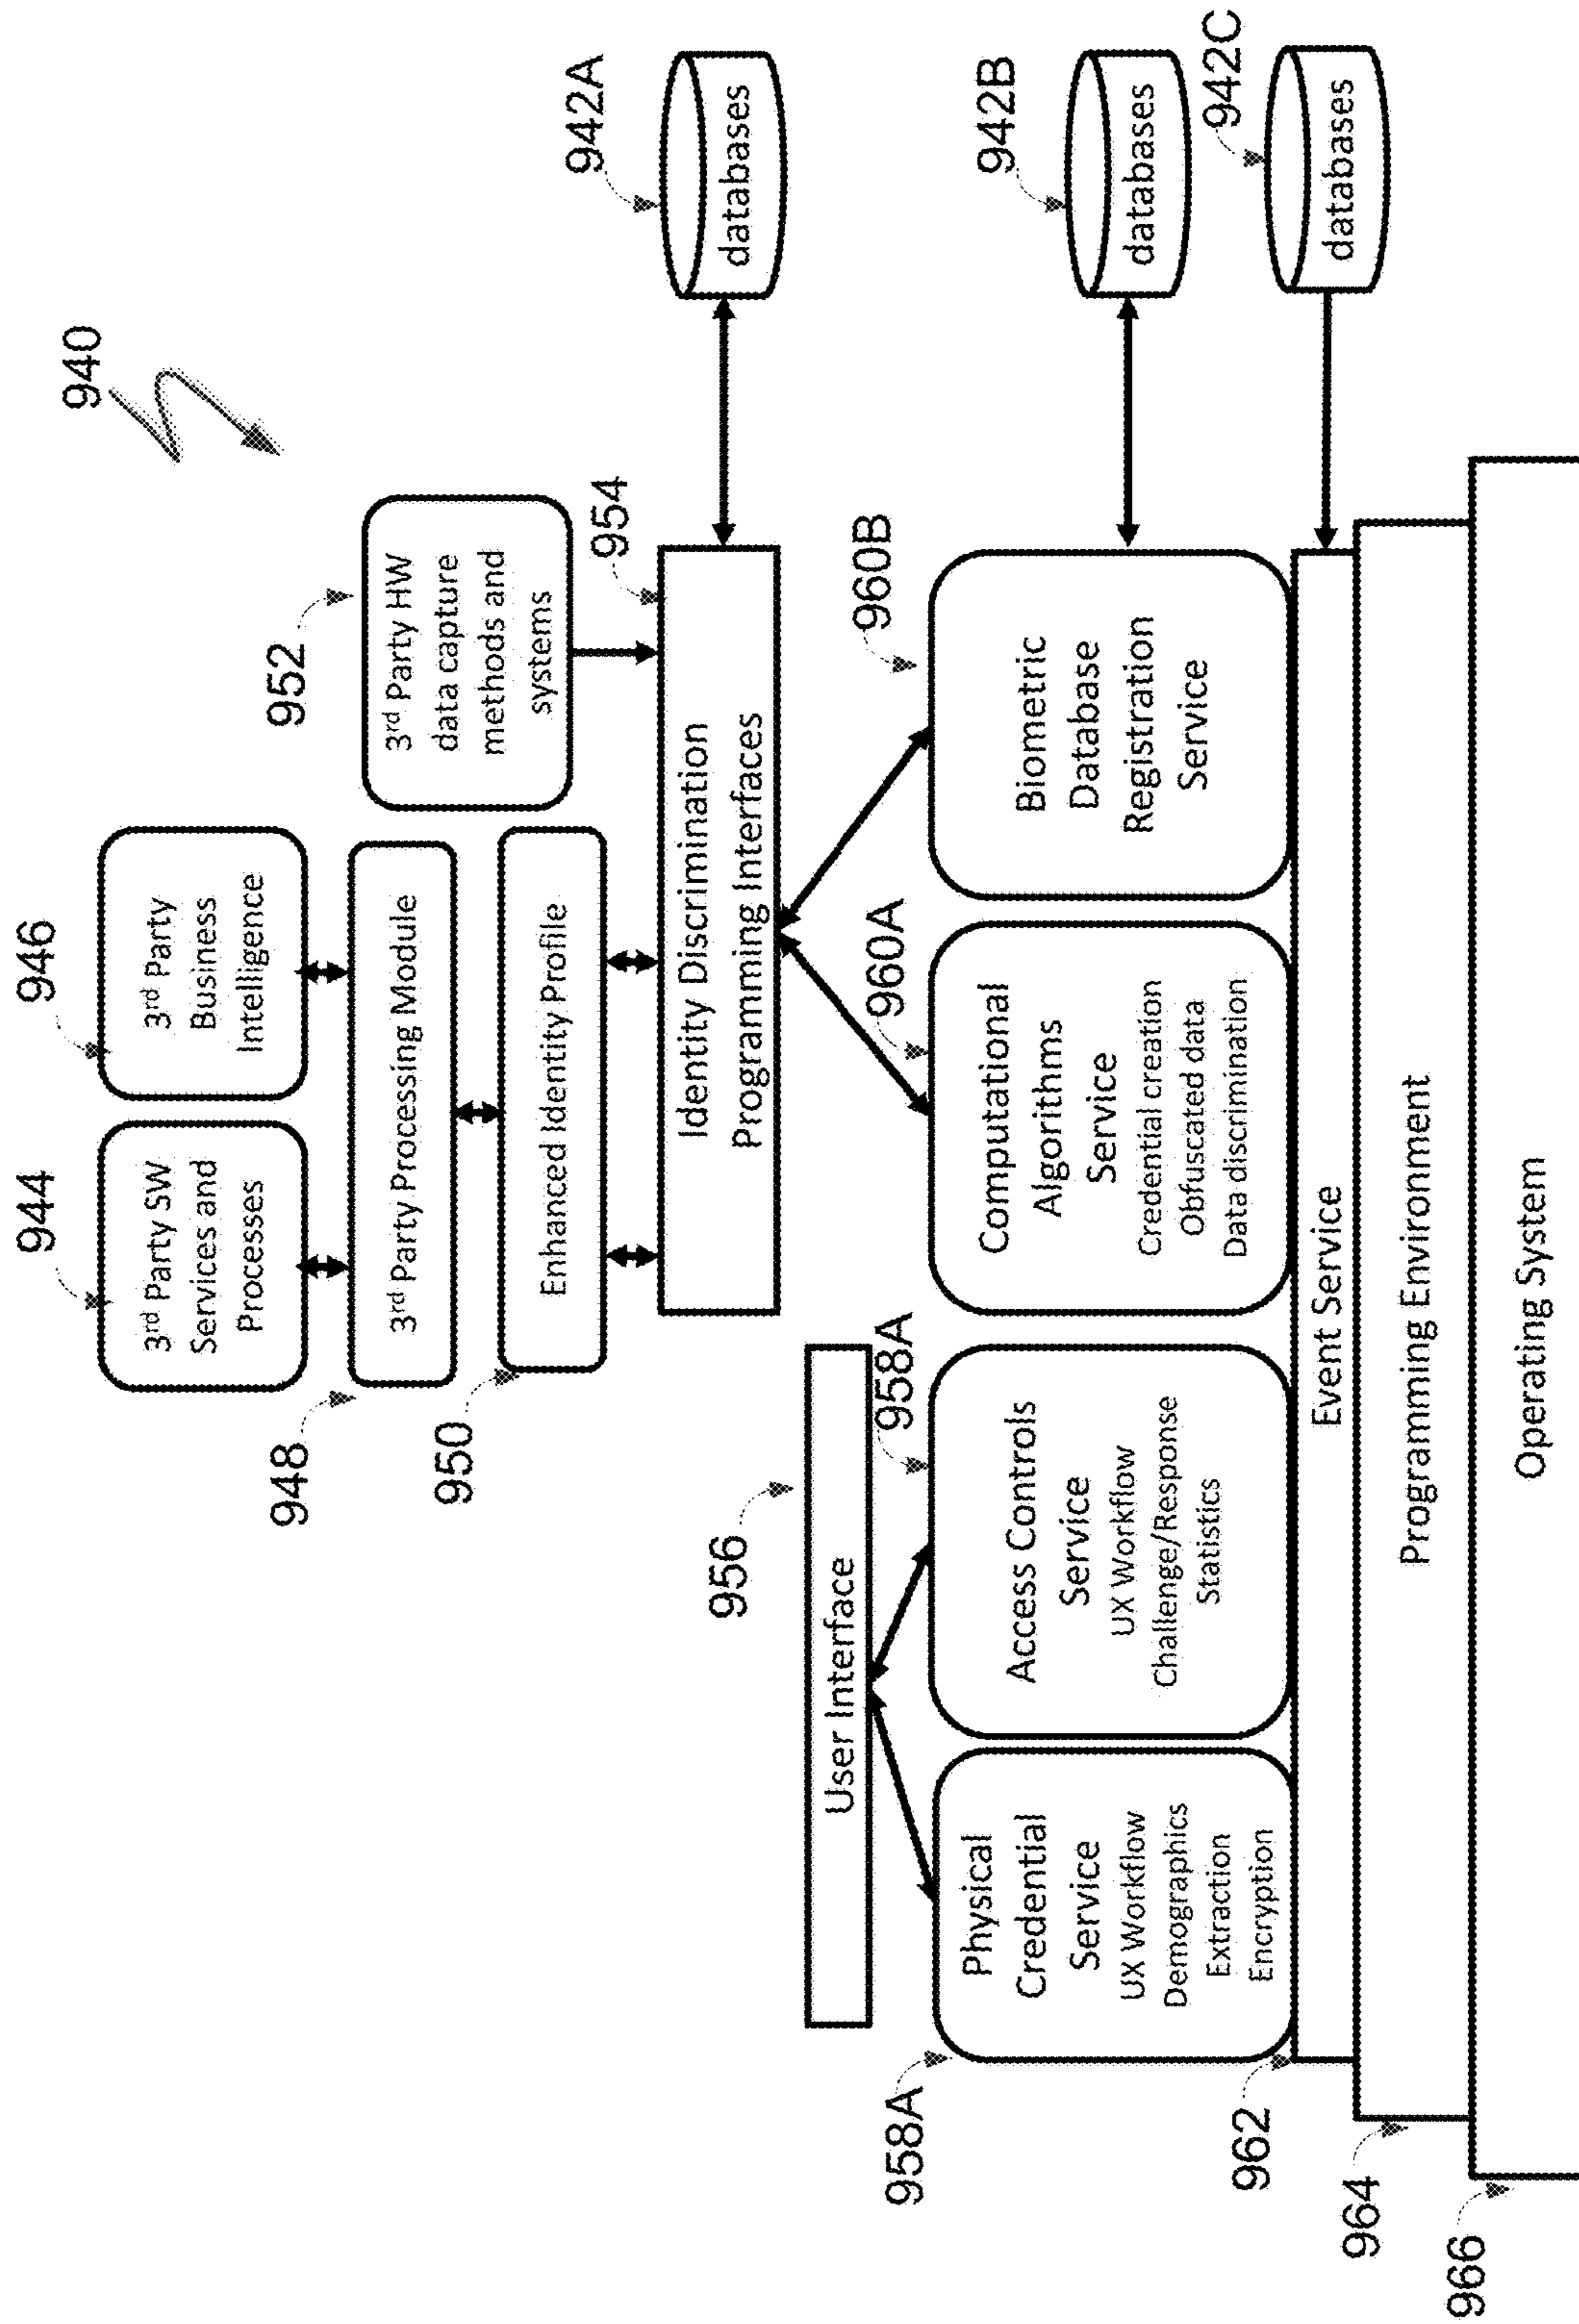 940
946
944
3rd Party SW
Services and
Processes
3rd Party
Business
Intelligence
952
3rd Party HW
data capture
methods and
systems
948
3rd Party Processing Module
950
Enhanced Identity Profile
954
942A
Identity Discrimination
Programming Interfaces
databases
956
User Interface
958A
958A
960A
960B
942B
942C
Physical
Credential
Service
UX Workflow
Demographics
Extraction
Encryption
Access Controls
Service
UX Workflow
Challenge/Response
Statistics
Computational
Algorithms
Service
Credential creation
Obfuscated data
Data discrimination
Biometric
Database
Registration
Service
databases
databases
962
Event Service
964
Programming Environment
966
Operating System